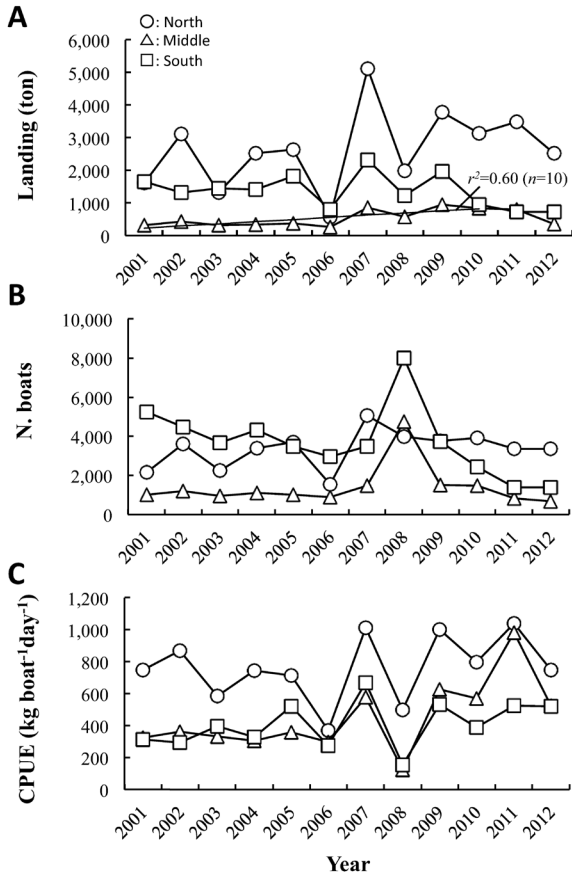 A
○: North
△: Middle
□: South
Landing (ton)
6,000
5,000
4,000
3,000
2,000
1,000
0
r²=0.60 (n=10)
2001 2002 2003 2004 2005 2006 2007 2008 2009 2010 2011 2012
B
N. boats
10,000
8,000
6,000
4,000
2,000
0
2001 2002 2003 2004 2005 2006 2007 2008 2009 2010 2011 2012
C
CPUE (kg boat⁻¹day⁻¹)
1,200
1,000
800
600
400
200
0
2001 2002 2003 2004 2005 2006 2007 2008 2009 2010 2011 2012
Year